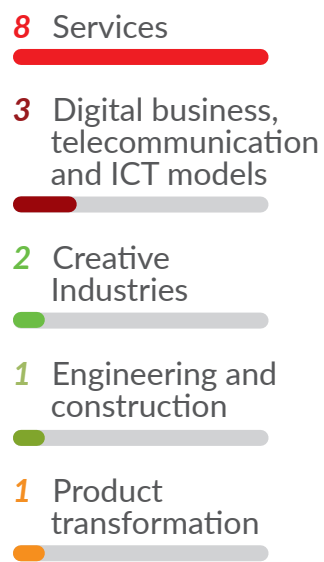 8 Services
3 Digital business,
telecommunication
and ICT models
2 Creative
Industries
1 Engineering and
construction
1 Product
transformation